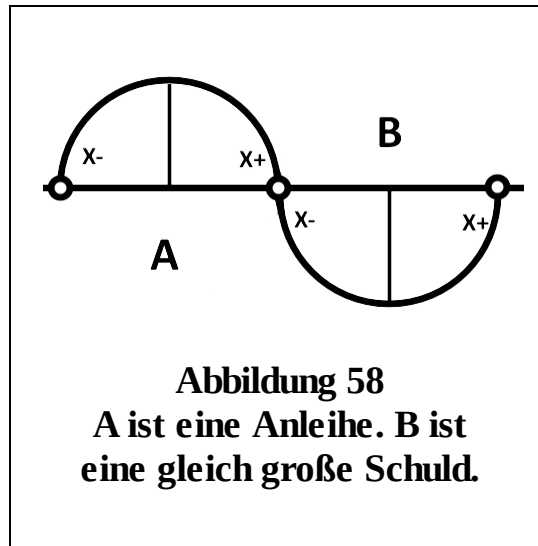 B
X-
X+
X-
X+
A
Abbildung 58
A ist eine Anleihe. B ist
eine gleich große Schuld.